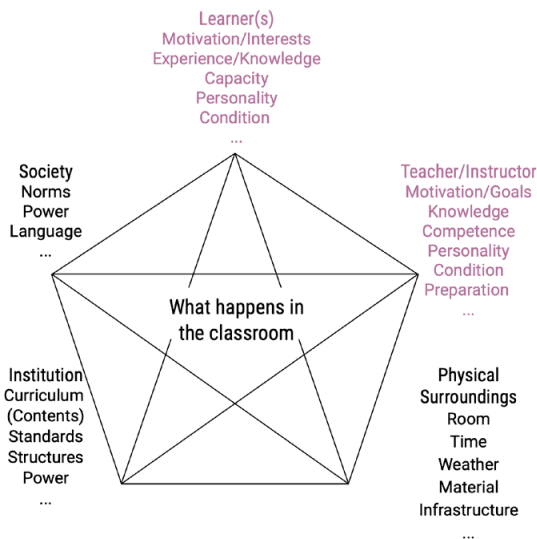 Learner(s)
Motivation/Interests
Experience/Knowledge
Capacity
Personality
Condition
...
Society
Norms
Power
Language
...
Teacher/Instructor
Motivation/Goals
Knowledge
Competence
Personality
Condition
Preparation
...
What happens in
the classroom
Institution
Curriculum
(Contents)
Standards
Structures
Power
...
Physical
Surroundings
Room
Time
Weather
Material
Infrastructure
...